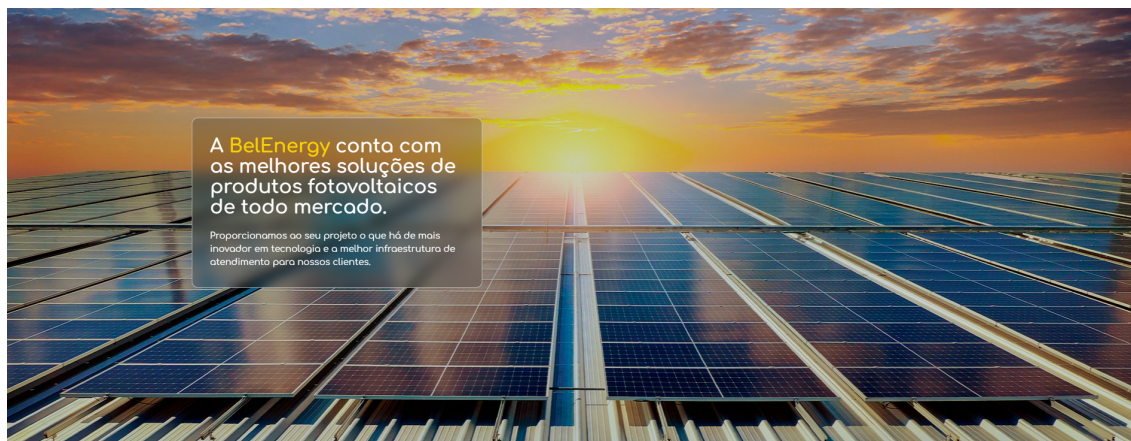 A BelEnergy conta com
as melhores soluções de
produtos fotovoltaicos
de todo mercado.
Proporcionamos ao seu projeto o que há de mais
inovador em tecnologia e a melhor infraestrutura de
atendimento para nossos clientes.